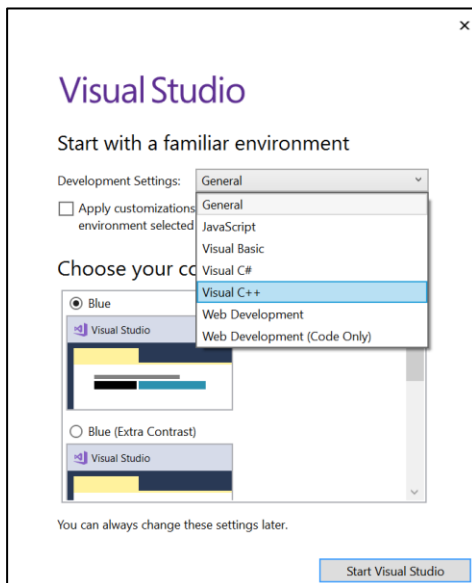 ×
Visual Studio
Start with a familiar environment
Development Settings: General
General
Apply customizations
environment selected
JavaScript
Visual Basic
Visual C#
Visual C++
Web Development
Web Development (Code Only)
Choose your
Blue
Visual Studio
Blue (Extra Contrast)
Visual Studio
You can always change these settings later.
Start Visual Studio